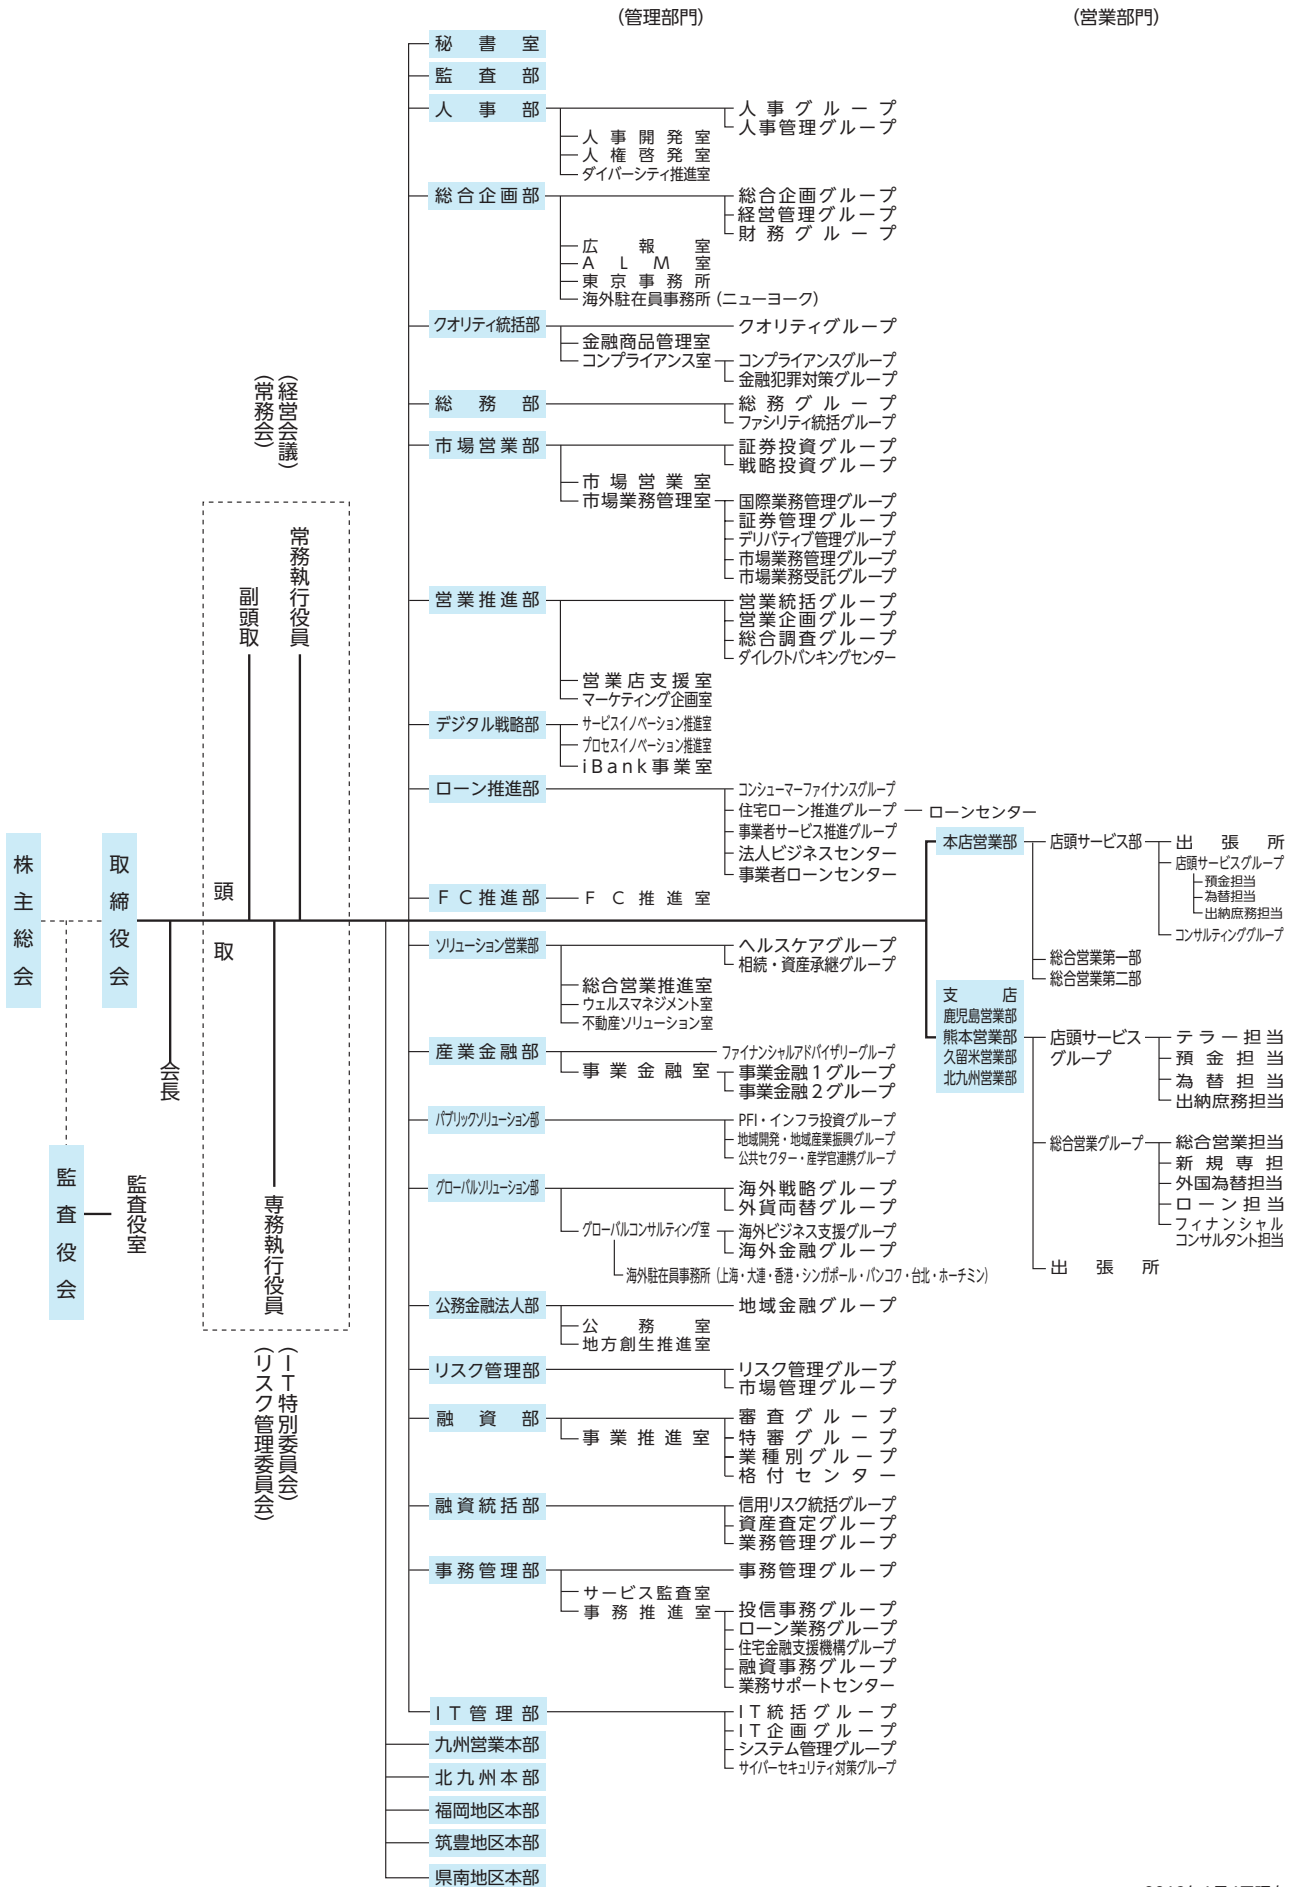 (管理部門)
(営業部門)
秘書室
監査部
人事部
人事グループ
人事管理グループ
人事開発室
人権啓発室
ダイバーシティ推進室
総合企画部
総合企画グループ
経営管理グループ
財務グループ
広報室
ALM室
東京事務所
海外駐在員事務所(ニューヨーク)
クオリティ統括部
クオリティグループ
金融商品管理室
コンプライアンス室
コンプライアンスグループ
金融犯罪対策グループ
総務部
総務グループ
ファシリティ統括グループ
市場営業部
証券投資グループ
戦略投資グループ
市場営業室
市場業務管理室
国際業務管理グループ
証券管理グループ
デリバティブ管理グループ
市場業務管理グループ
市場業務受託グループ
営業推進部
営業統括グループ
営業企画グループ
総合調査グループ
ダイレクトバンキングセンター
営業店支援室
マーケティング企画室
デジタル戦略部
サービスイノベーション推進室
プロセスイノベーション推進室
iBank事業室
ローン推進部
コンシューマーファイナンスグループ
住宅ローン推進グループ
ローンセンター
事業者サービス推進グループ
法人ビジネスセンター
事業者ローンセンター
FC推進部
FC推進室
ソリューション営業部
ヘルスケアグループ
相続・資産承継グループ
総合営業推進室
ウェルスマネジメント室
不動産ソリューション室
産業金融部
ファイナンシャルアドバイザリーグループ
事業金融室
事業金融1グループ
事業金融2グループ
パブリックソリューション部
PFI・インフラ投資グループ
地域開発・地域産業振興グループ
公共セクター・産学官連携グループ
グローバルソリューション部
海外戦略グループ
外貨両替グループ
グローバルコンサルティング室
海外ビジネス支援グループ
海外金融グループ
海外駐在員事務所(上海・大連・香港・シンガポール・バンコク・台北・ホーチミン)
公務金融法人部
地域金融グループ
公務室
地方創生推進室
リスク管理部
リスク管理グループ
市場管理グループ
融資部
審査グループ
事業推進室
特審グループ
業種別グループ
格付センター
融資統括部
信用リスク統括グループ
資産査定グループ
業務管理グループ
事務管理部
事務管理グループ
サービス監査室
事務推進室
投信事務グループ
ローン業務グループ
住宅金融支援機構グループ
融資事務グループ
業務サポートセンター
IT管理部
IT統括グループ
IT企画グループ
システム管理グループ
サイバーセキュリティ対策グループ
九州営業本部
北九州本部
福岡地区本部
筑豊地区本部
県南地区本部
株主総会
取締役会
監査役会
監査役室
会長
頭取
副頭取
常務執行役員
専務執行役員
(経営会議)
(常務会)
(IT特別委員会)
(リスク管理委員会)
本店営業部
店頭サービス部
出張所
店頭サービスグループ
預金担当
為替担当
出納庶務担当
コンサルティンググループ
総合営業第一部
総合営業第二部
支店
鹿児島営業部
熊本営業部
久留米営業部
北九州営業部
店頭サービス
グループ
テラー担当
預金担当
為替担当
出納庶務担当
総合営業グループ
総合営業担当
新規専担
外国為替担当
ローン担当
フィナンシャル
コンサルタント担当
出張所